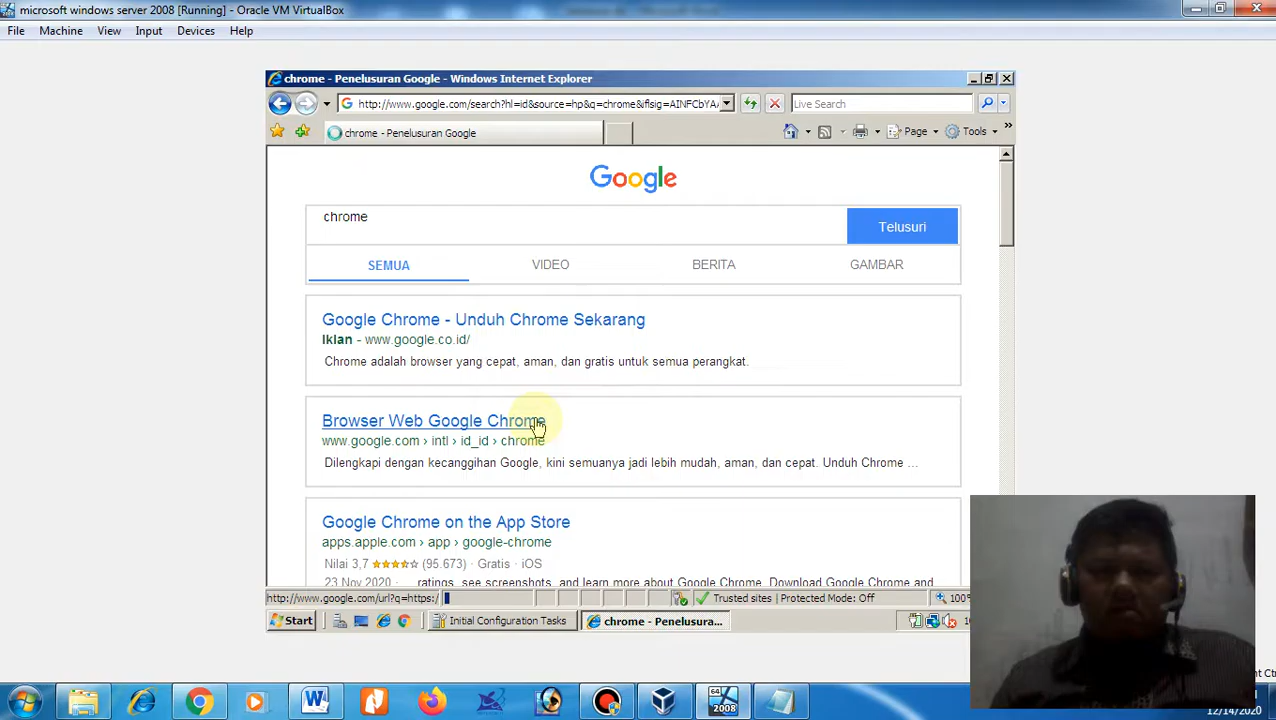 microsoft windows server 2008 [Running] - Oracle VM VirtualBox
File Machine View Input Devices Help
chrome - Penelusuran Google - Windows Internet Explorer
http://www.google.com/search?hl=id&source=hp&q=chrome&iflsig=AINFCbYA
Live Search
chrome - Penelusuran Google
Page Tools
Google
chrome
Telusuri
SEMUA VIDEO BERITA GAMBAR
Google Chrome - Unduh Chrome Sekarang
Iklan - www.google.co.id/
Chrome adalah browser yang cepat, aman, dan gratis untuk semua perangkat.
Browser Web Google Chrome
www.google.com › intl › id_id › chrome
Dilengkapi dengan kecanggihan Google, kini semuanya jadi lebih mudah, aman, dan cepat. Unduh Chrome ...
Google Chrome on the App Store
apps.apple.com › app › google-chrome
Nilai 3,7 (95.673) · Gratis · iOS
23 Nov 2020 · ratings, see screenshots, and learn more about Google Chrome. Download Google Chrome and
http://www.google.com/url?q=https:/
Trusted sites | Protected Mode: Off
100%
Start
Initial Configuration Tasks
chrome - Penelusura...
64
2008
12/14/2020